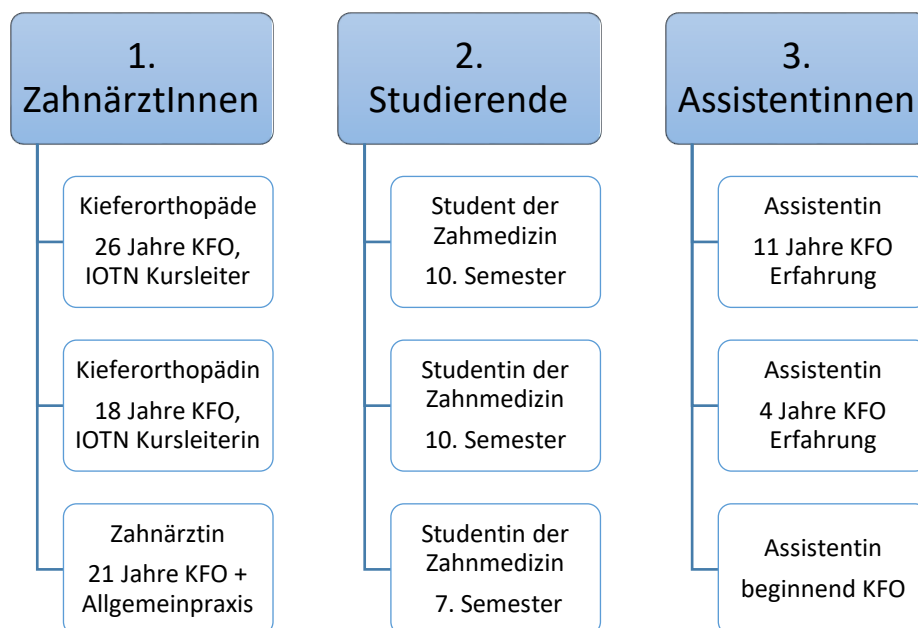 1.
ZahnärztInnen
Kieferorthopäde
26 Jahre KFO,
IOTN Kursleiter
Kieferorthopädin
18 Jahre KFO,
IOTN Kursleiterin
Zahnärztin
21 Jahre KFO +
Allgemeinpraxis
2.
Studierende
Student der
Zahmedizin
10. Semester
Studentin der
Zahnmedizin
10. Semester
Studentin der
Zahnmedizin
7. Semester
3.
Assistentinnen
Assistentin
11 Jahre KFO
Erfahrung
Assistentin
4 Jahre KFO
Erfahrung
Assistentin
beginnend KFO